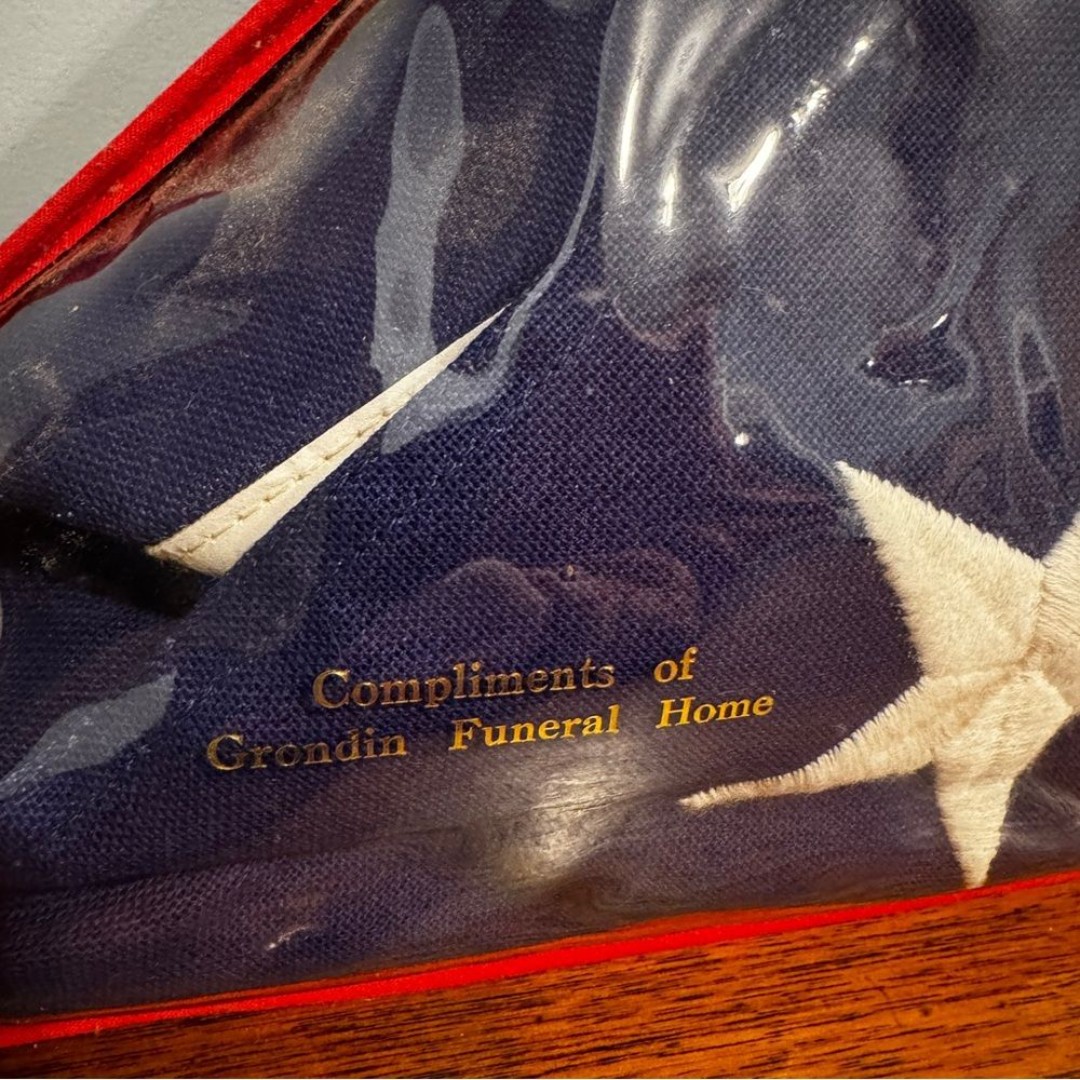 Compliments of
Grondin Funeral Home